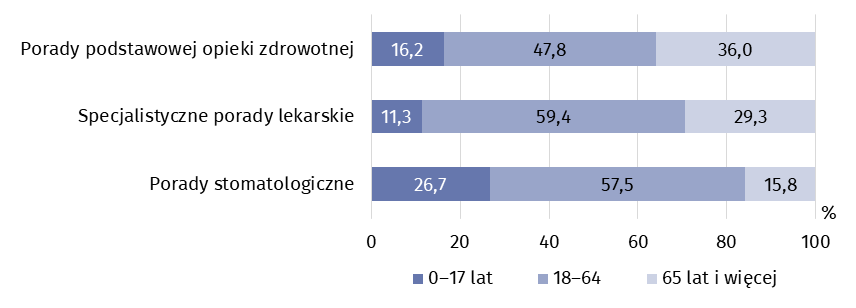 Porady podstawowej opieki zdrowotnej 16,2 47,8 36,0
Specjalistyczne porady lekarskie 11,3 59,4 29,3
Porady stomatologiczne 26,7 57,5 15,8
%
0 20 40 60 80 100
0–17 lat 18–64 65 lat i więcej